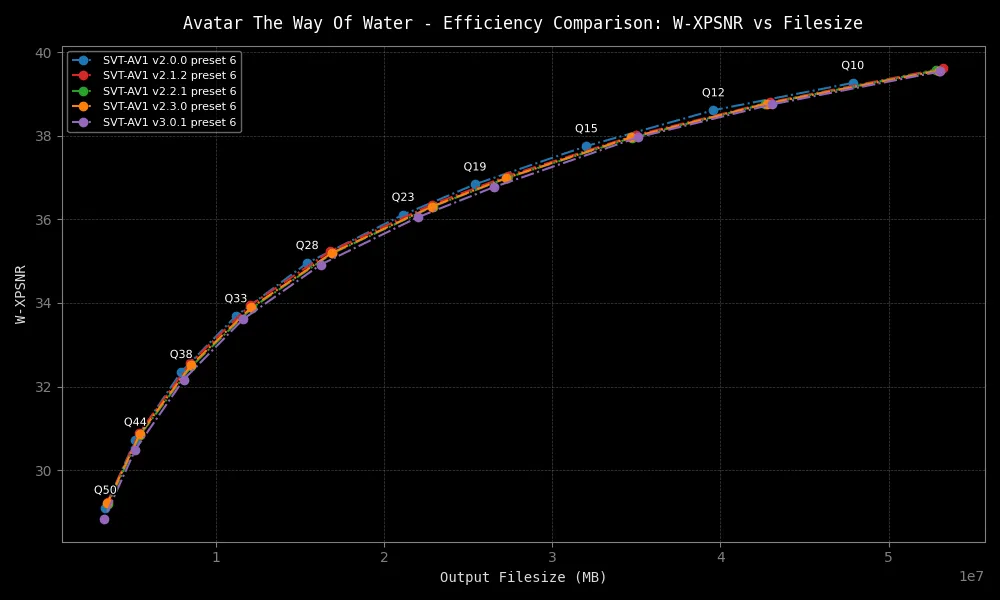 Avatar The Way Of Water - Efficiency Comparison: W-XPSNR vs Filesize
SVT-AV1 v2.0.0 preset 6
SVT-AV1 v2.1.2 preset 6
SVT-AV1 v2.2.1 preset 6
SVT-AV1 v2.3.0 preset 6
SVT-AV1 v3.0.1 preset 6
40
38
36
34
32
30
W-XPSNR
Q10
Q12
Q15
Q19
Q23
Q28
Q33
Q38
Q44
Q50
1 2 3 4 5
1e7
Output Filesize (MB)